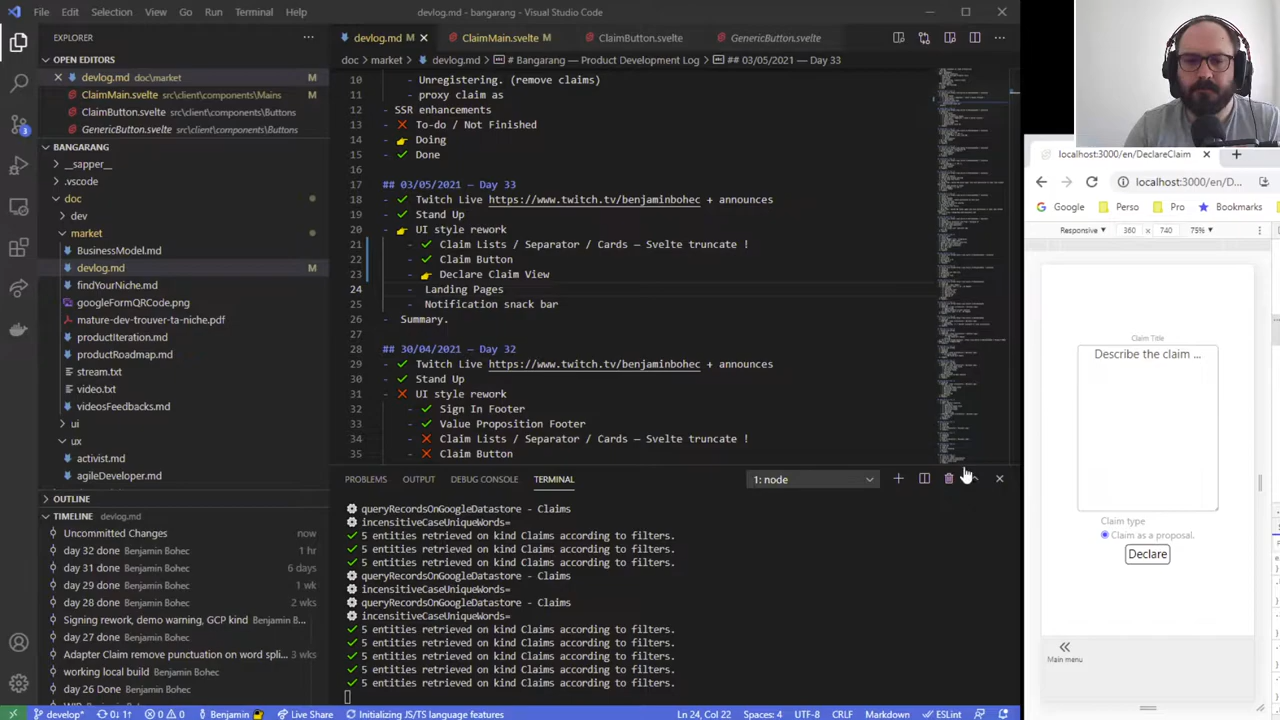 File Edit Selection View Go Run Terminal Help
devlog.md - bangarang - Visual Studio Code
EXPLORER
OPEN EDITORS
devlog.md doc\market M
ClaimMain.svelte src\client\components\Mains
ClaimButton.svelte src\client\components\B...
GenericButton.svelte src\client\components\Buttons
3
BANGARANG
__sapper__
.vscode
doc
dev
market
BusinessModel.md
devlog.md M
findYourNiche.md
googleFormQRCode.png
mature-dev-trouver-ta-niche.pdf
productIteration.md
productRoadmap.md
stream.txt
video.txt
videosFeedbacks.md
ui
ux
activist.md
agileDeveloper.md
OUTLINE
TIMELINE devlog.md
Uncommitted Changes now
day 32 done Benjamin Bohec 1 hr
day 31 done Benjamin Bohec 6 days
day 29 done Benjamin Bohec 1 wk
day 28 done Benjamin Bohec 2 wks
Signing rework, demo warning, GCP kind Benjamin B...
day 27 done Benjamin Bohec
Adapter Claim remove punctuation on word spli... 3 wks
working local build Benjamin Bohec
day 26 Done Benjamin Bohec
devlog.md M
ClaimMain.svelte M
ClaimButton.svelte
GenericButton.svelte
doc > market > devlog.md > # Bangarang — Product Development Log > ## 03/05/2021 — Day 33
10 - Unregistering. (remove claims)
11 - proxy claim as
12 - SSR enhancements
13 - ❌ To-do / Not Finished
14 - 👉 Doing
15 - ✔ Done
16
17 ## 03/05/2021 — Day 33
18 - ✔ Twitch Live https://www.twitch.tv/benjaminbohec + announces
19 - ✔ Stand Up
20 - 👉 UI style rework
21 - ✔ Claim Lists / Separator / Cards — Svelte truncate !
22 - ✔ Claim Button
23 - 👉 Declare Claim View
24 - Landing Pages
25 - Notification snack bar
26 - Summary.
27
28 ## 30/04/2021 — Day 32
29 - ✔ Twitch Live https://www.twitch.tv/benjaminbohec + announces
30 - ✔ Stand Up
31 - ❌ UI style rework
32 - ✔ Sign In Footer
33 - ✔ Value Proposition Footer
34 - ❌ Claim Lists / Separator / Cards — Svelte truncate !
35 - ❌ Claim Button
PROBLEMS OUTPUT DEBUG CONSOLE TERMINAL
1: node
queryRecordsOnGoogleDatastore - Claims
incensitiveCaseUniqueWords=
✔ 5 entities retrieved on kind Claims according to filters.
✔ 5 entities retrieved on kind Claims according to filters.
✔ 5 entities retrieved on kind Claims according to filters.
queryRecordsOnGoogleDatastore - Claims
incensitiveCaseUniqueWords=
queryRecordsOnGoogleDatastore - Claims
incensitiveCaseUniqueWords=
✔ 5 entities retrieved on kind Claims according to filters.
✔ 5 entities retrieved on kind Claims according to filters.
✔ 5 entities retrieved on kind Claims according to filters.
✔ 5 entities retrieved on kind Claims according to filters.
✔ 5 entities retrieved on kind Claims according to filters.
develop* 0↓ 1↑ 0 0 Benjamin Live Share Initializing JS/TS language features
Ln 24, Col 22 Spaces: 4 UTF-8 CRLF Markdown ESLint
localhost:3000/en/DeclareClaim
localhost:3000/en/D...
Google Perso Pro Bookmarks
Responsive 360 × 740 75%
Claim Title
Describe the claim ...
Claim type
Claim as a proposal.
Declare
Main menu